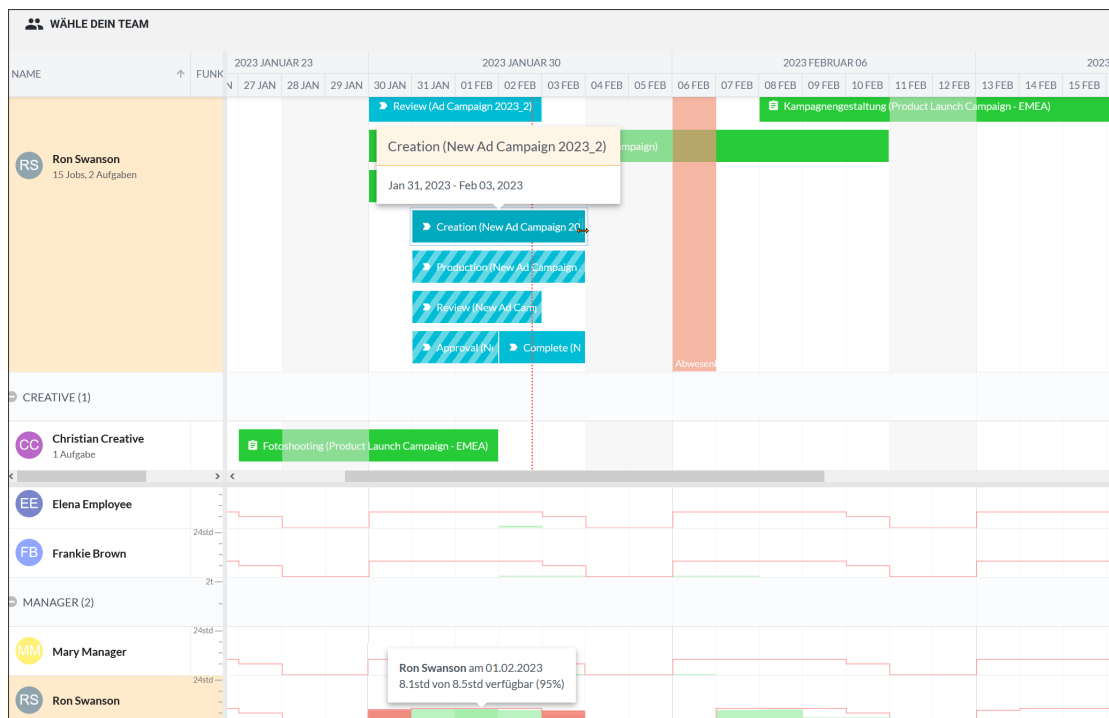 WÄHLE DEIN TEAM
NAME
FUNK
2023 JANUAR 23
2023 JANUAR 30
2023 FEBRUAR 06
2023
N
27 JAN
28 JAN
29 JAN
30 JAN
31 JAN
01 FEB
02 FEB
03 FEB
04 FEB
05 FEB
06 FEB
07 FEB
08 FEB
09 FEB
10 FEB
11 FEB
12 FEB
13 FEB
14 FEB
15 FEB
RS
Ron Swanson
15 Jobs, 2 Aufgaben
Review (Ad Campaign 2023_2)
Kampagnengestaltung (Product Launch Campaign - EMEA)
mpaign)
Creation (New Ad Campaign 2023_2)
Jan 31, 2023 - Feb 03, 2023
Creation (New Ad Campaign 20
Production (New Ad Campaign
Review (New Ad Cam
Approval (Ne
Complete (N
Abwesen
CREATIVE (1)
CC
Christian Creative
1 Aufgabe
Fotoshooting (Product Launch Campaign - EMEA)
EE
Elena Employee
24std
FB
Frankie Brown
2t
MANAGER (2)
24std
MM
Mary Manager
24std
RS
Ron Swanson
Ron Swanson am 01.02.2023
8.1std von 8.5std verfügbar (95%)